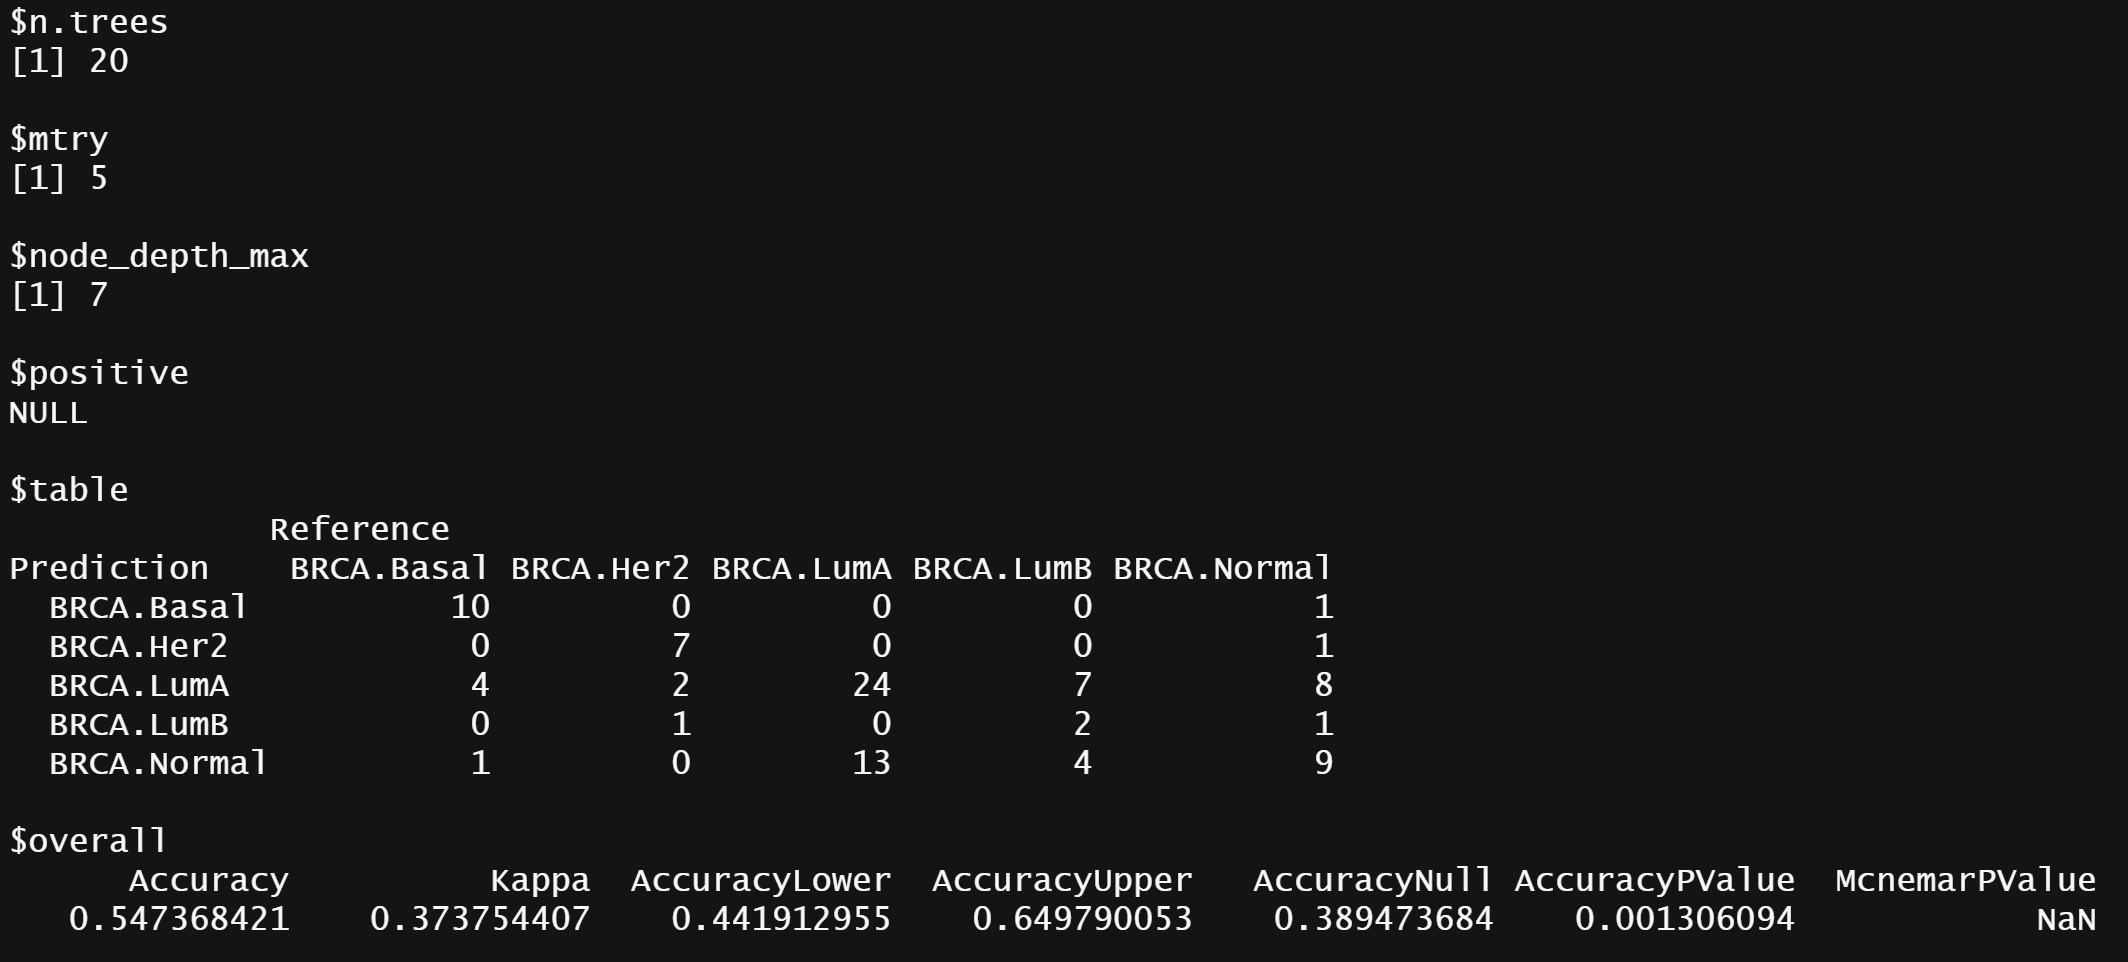 $n.trees
[1] 20
$mtry
[1] 5
$node_depth_max
[1] 7
$positive
NULL
$table
             Reference
Prediction    BRCA.Basal BRCA.Her2 BRCA.LumA BRCA.LumB BRCA.Normal
  BRCA.Basal          10         0         0         0           1
  BRCA.Her2            0         7         0         0           1
  BRCA.LumA            4         2        24         7           8
  BRCA.LumB            0         1         0         2           1
  BRCA.Normal          1         0        13         4           9
$overall
      Accuracy          Kappa  AccuracyLower  AccuracyUpper   AccuracyNull AccuracyPValue  McnemarPValue
   0.547368421    0.373754407    0.441912955    0.649790053    0.389473684    0.001306094            NaN